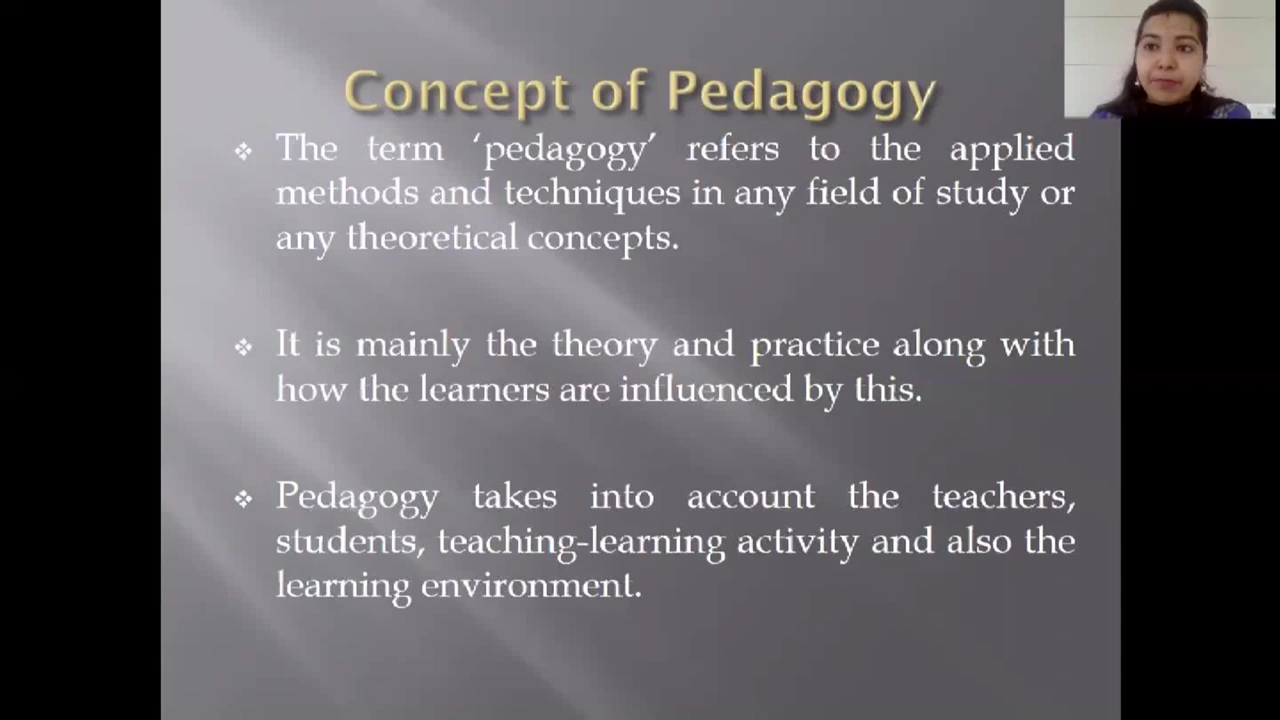 Concept of Pedagogy
❖ The term ‘pedagogy’ refers to the applied
methods and techniques in any field of study or
any theoretical concepts.
❖ It is mainly the theory and practice along with
how the learners are influenced by this.
❖ Pedagogy takes into account the teachers,
students, teaching-learning activity and also the
learning environment.